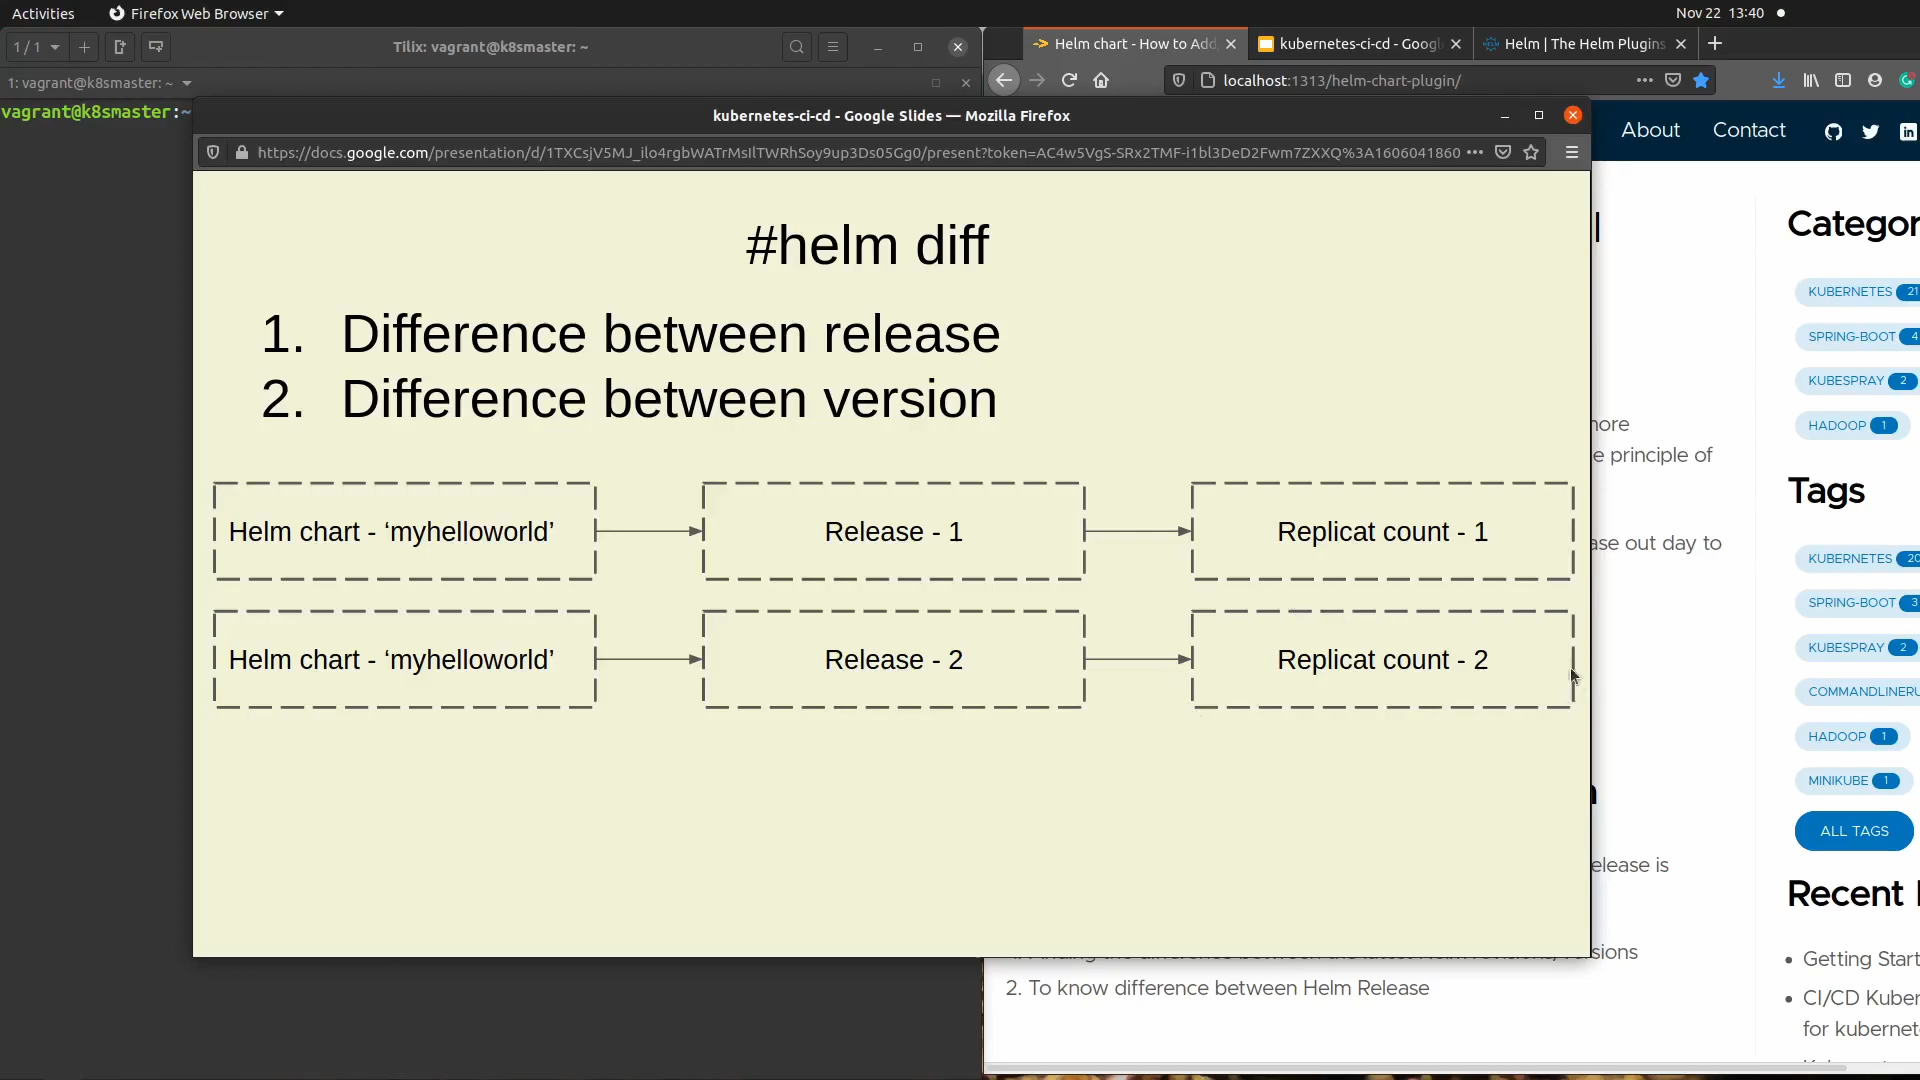 Activities
Firefox Web Browser
Nov 22 13:40
1 / 1
Tilix: vagrant@k8smaster: ~
1: vagrant@k8smaster: ~
vagrant@k8smaster:~
Helm chart - How to Add,
kubernetes-ci-cd - Googl
Helm | The Helm Plugins
localhost:1313/helm-chart-plugin/
kubernetes-ci-cd - Google Slides — Mozilla Firefox
https://docs.google.com/presentation/d/1TXCsjV5MJ_ilo4rgbWATrMsIlTWRhSoy9up3Ds05Gg0/present?token=AC4w5VgS-SRx2TMF-i1bl3DeD2Fwm7ZXXQ%3A1606041860
#helm diff
1. Difference between release
2. Difference between version
Helm chart - ‘myhelloworld’
Release - 1
Replicat count - 1
Helm chart - ‘myhelloworld’
Release - 2
Replicat count - 2
About
Contact
Categor
KUBERNETES 21
SPRING-BOOT 4
KUBESPRAY 2
HADOOP 1
e principle of
ase out day to
Tags
KUBERNETES 20
SPRING-BOOT 3
KUBESPRAY 2
COMMANDLINERU
HADOOP 1
MINIKUBE 1
ALL TAGS
elease is
Recent
2. To know difference between Helm Release
Getting Start
CI/CD Kuber
for kubernet